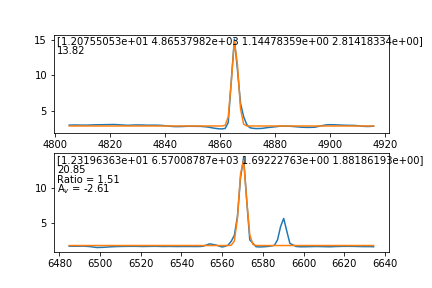 [1.20755053e+01 4.86537982e+03 1.14478359e+00 2.81418334e+00]
13.82
15
10
5
4800 4820 4840 4860 4880 4900 4920
[1.23196363e+01 6.57008787e+03 1.69222763e+00 1.88186193e+00]
20.85
Ratio = 1.51
Av = -2.61
10
5
6480 6500 6520 6540 6560 6580 6600 6620 6640